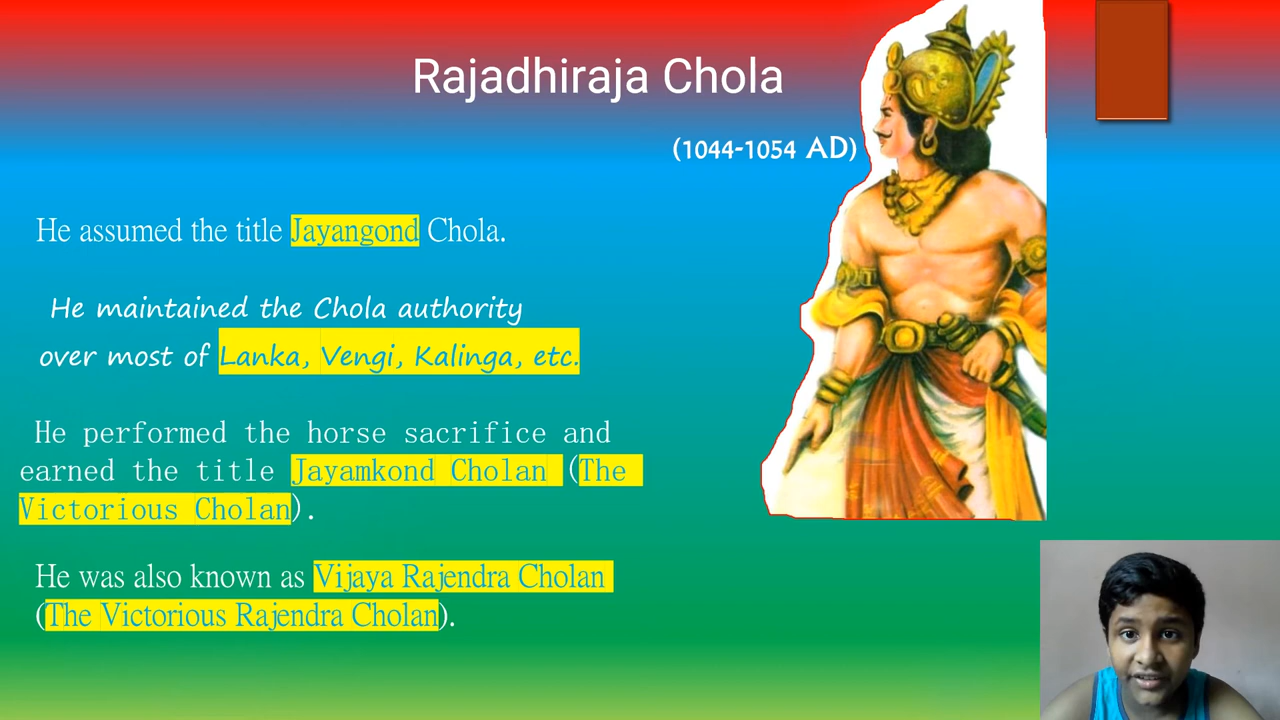 Rajadhiraja Chola
(1044-1054 AD)
He assumed the title Jayangond Chola.
He maintained the Chola authority
over most of Lanka, Vengi, Kalinga, etc.
He performed the horse sacrifice and
earned the title Jayamkond Cholan (The
Victorious Cholan).
He was also known as Vijaya Rajendra Cholan
(The Victorious Rajendra Cholan).